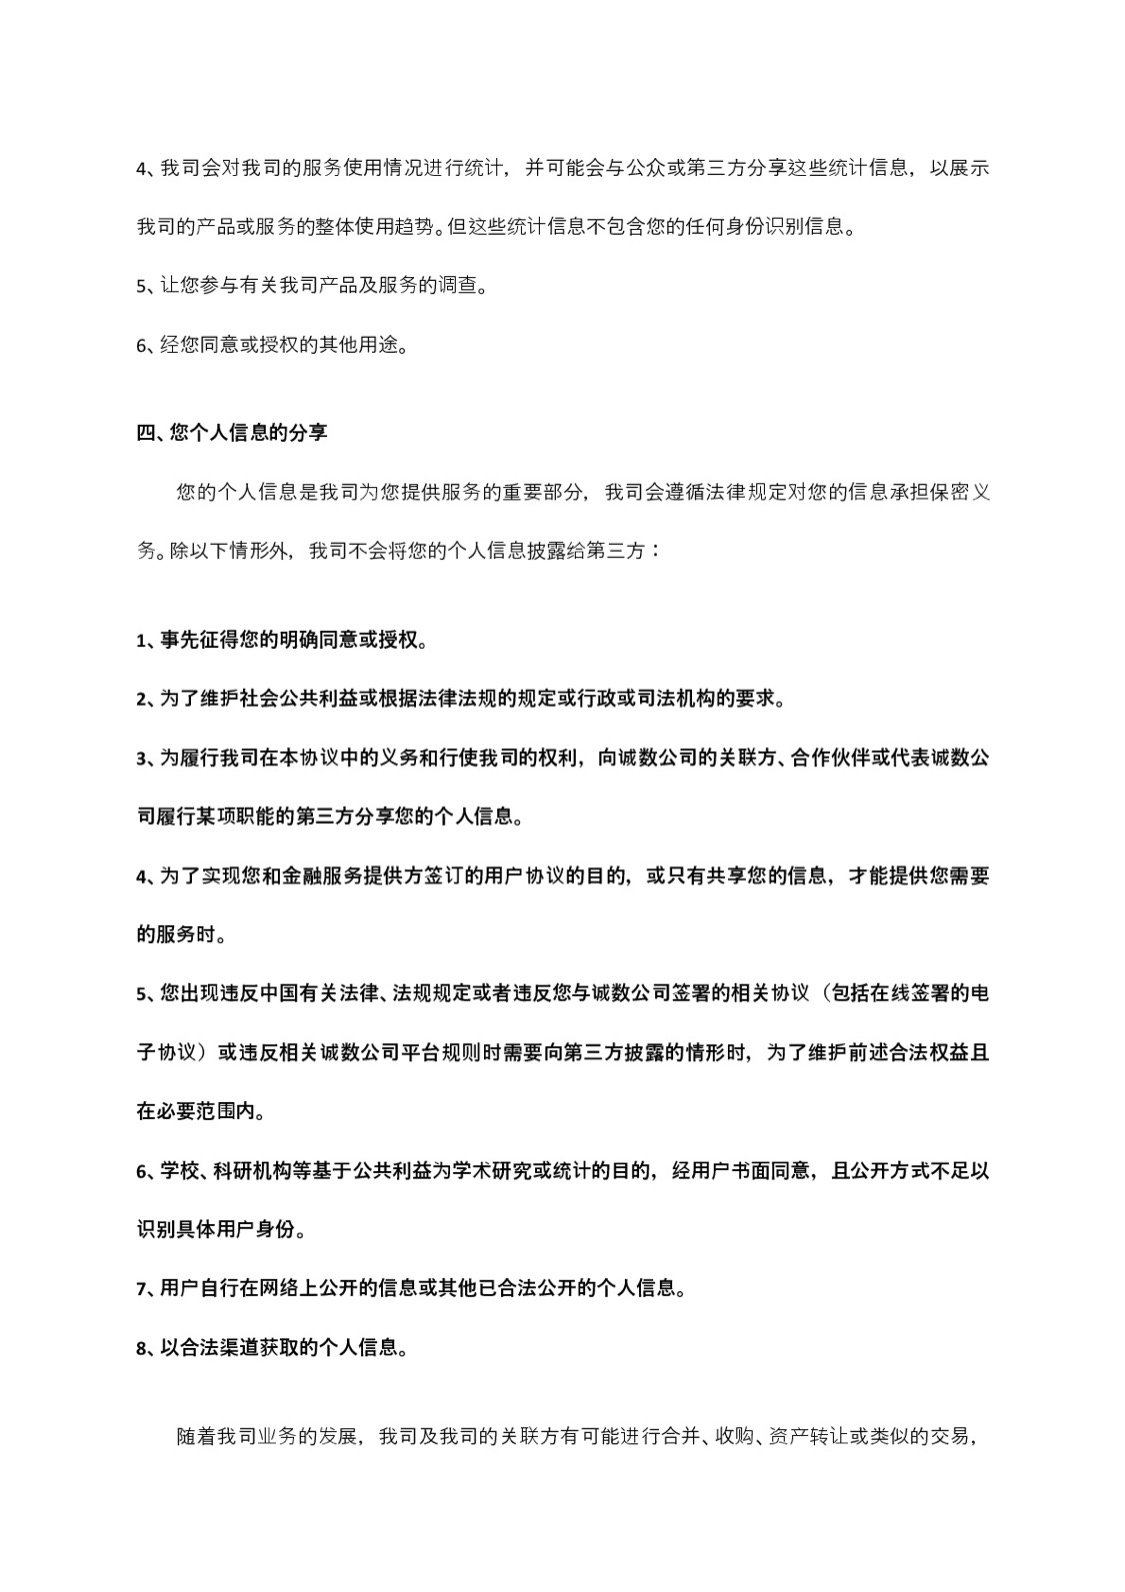 4、我司会对我司的服务使用情况进行统计，并可能会与公众或第三方分享这些统计信息，以展示
我司的产品或服务的整体使用趋势。但这些统计信息不包含您的任何身份识别信息。
5、让您参与有关我司产品及服务的调查。
6、经您同意或授权的其他用途。
四、您个人信息的分享
您的个人信息是我司为您提供服务的重要部分，我司会遵循法律规定对您的信息承担保密义
务。除以下情形外，我司不会将您的个人信息披露给第三方：
1、事先征得您的明确同意或授权。
2、为了维护社会公共利益或根据法律法规的规定或行政或司法机构的要求。
3、为履行我司在本协议中的义务和行使我司的权利，向诚数公司的关联方、合作伙伴或代表诚数公
司履行某项职能的第三方分享您的个人信息。
4、为了实现您和金融服务提供方签订的用户协议的目的，或只有共享您的信息，才能提供您需要
的服务时。
5、您出现违反中国有关法律、法规规定或者违反您与诚数公司签署的相关协议（包括在线签署的电
子协议）或违反相关诚数公司平台规则时需要向第三方披露的情形时，为了维护前述合法权益且
在必要范围内。
6、学校、科研机构等基于公共利益为学术研究或统计的目的，经用户书面同意，且公开方式不足以
识别具体用户身份。
7、用户自行在网络上公开的信息或其他已合法公开的个人信息。
8、以合法渠道获取的个人信息。
随着我司业务的发展，我司及我司的关联方有可能进行合并、收购、资产转让或类似的交易，